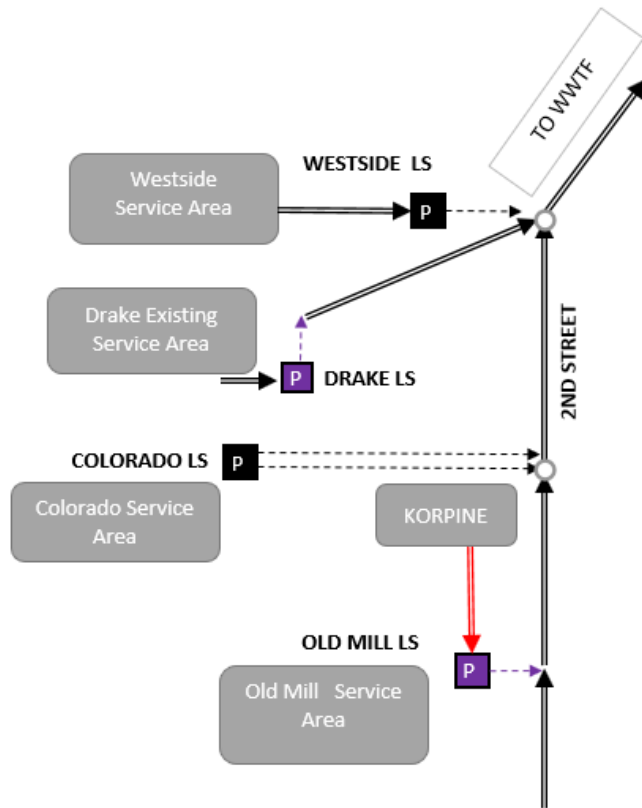 TO WWTF
WESTSIDE LS
Westside
Service Area
P
Drake Existing
Service Area
P
DRAKE LS
2ND STREET
COLORADO LS
P
Colorado Service
Area
KORPINE
OLD MILL LS
P
Old Mill Service
Area